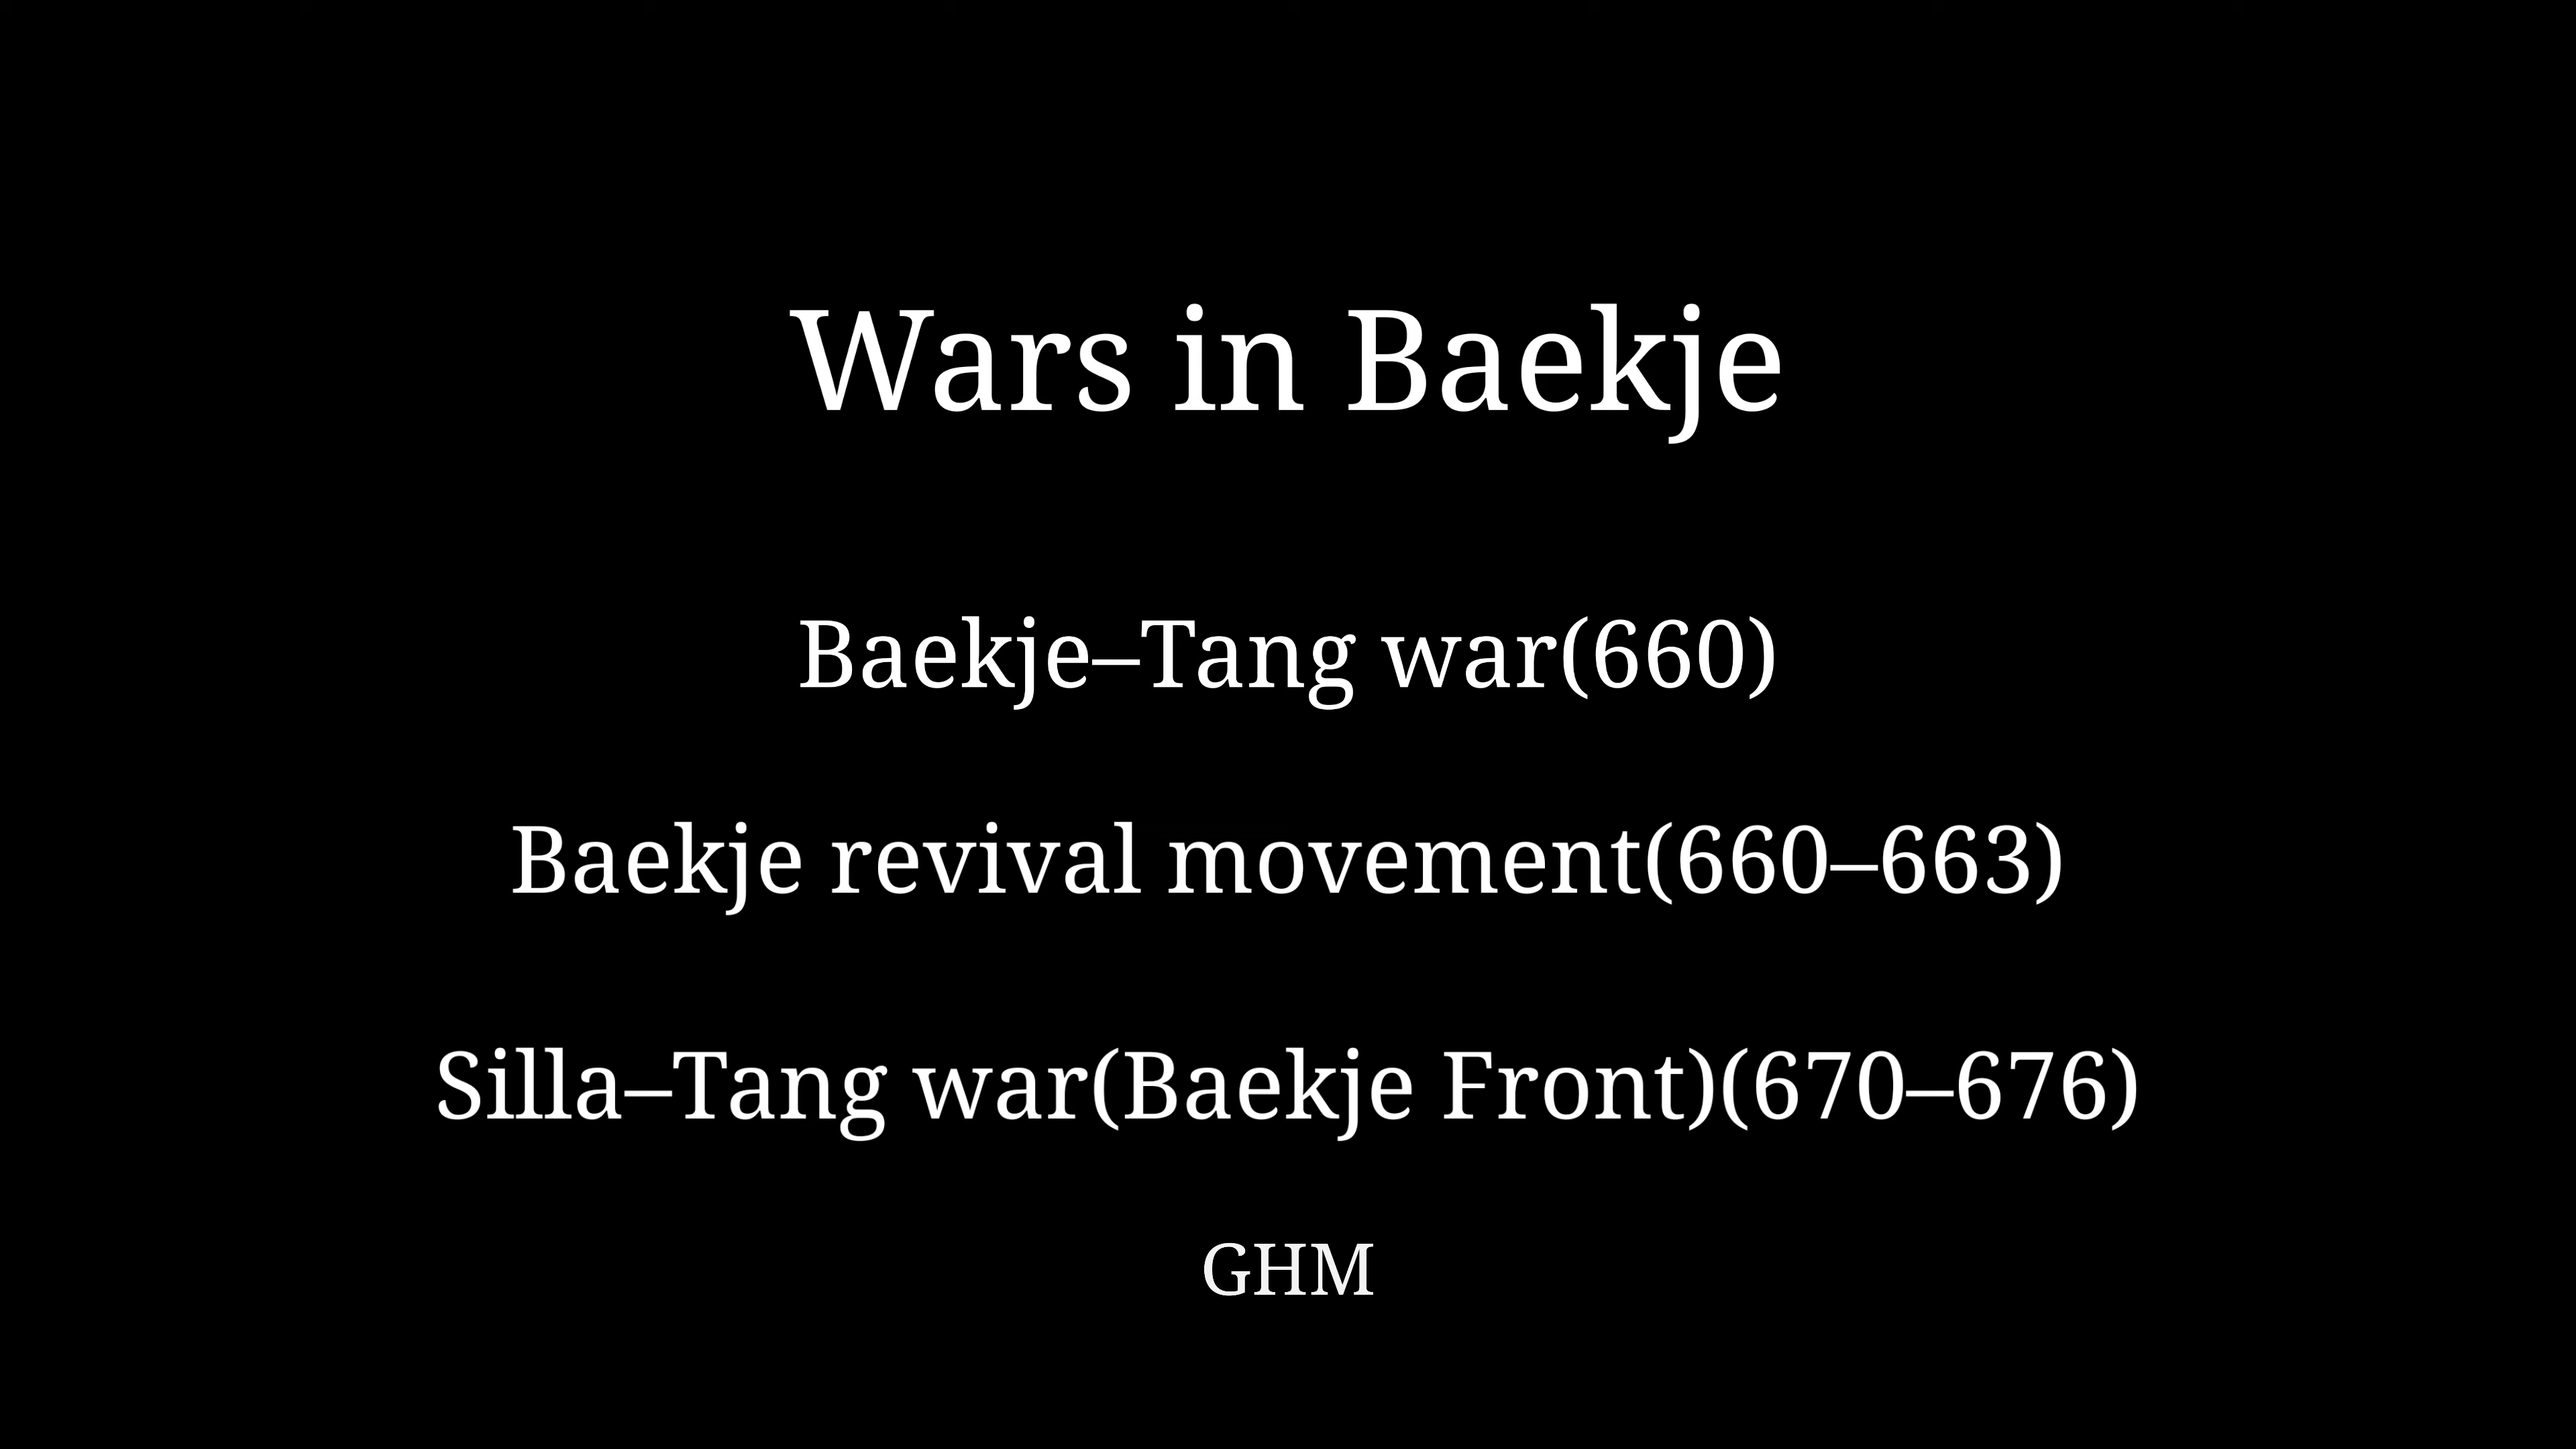 Wars in Baekje
Baekje–Tang war(660)
Baekje revival movement(660–663)
Silla–Tang war(Baekje Front)(670–676)
GHM